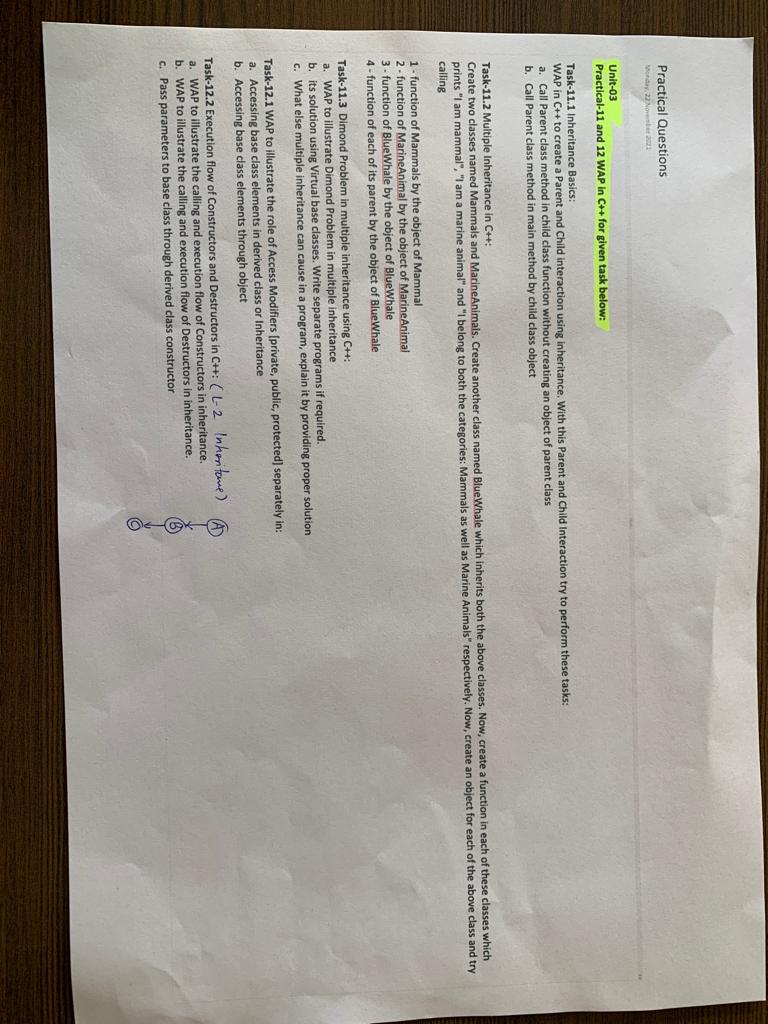 Practical Questions
Monday, 22 November 2021
Unit-03
Practical-11 and 12 WAP in C++ for given task below:
Task-11.1 Inheritance Basics:
WAP in C++ to create a Parent and Child interaction using inheritance. With this Parent and Child Interaction try to perform these tasks:
a. Call Parent class method in child class function without creating an object of parent class
b. Call Parent class method in main method by child class object
Task-11.2 Multiple Inheritance in C++:
Create two classes named Mammals and MarineAnimals. Create another class named BlueWhale which inherits both the above classes. Now, create a function in each of these classes which
prints "I am mammal", "I am a marine animal" and "I belong to both the categories: Mammals as well as Marine Animals" respectively. Now, create an object for each of the above class and try
calling
1 - function of Mammals by the object of Mammal
2 - function of MarineAnimal by the object of MarineAnimal
3 - function of BlueWhale by the object of BlueWhale
4 - function of each of its parent by the object of BlueWhale
Task-11.3 Dimond Problem in multiple inheritance using C++:
a. WAP to illustrate Dimond Problem in multiple inheritance
b. its solution using Virtual base classes. Write separate programs if required.
c. What else multiple inheritance can cause in a program, explain it by providing proper solution
Task-12.1 WAP to illustrate the role of Access Modifiers [private, public, protected] separately in:
a. Accessing base class elements in derived class or Inheritance
b. Accessing base class elements through object
Task-12.2 Execution flow of Constructors and Destructors in C++: (L-2 Inheritane) A
a. WAP to illustrate the calling and execution flow of Constructors in inheritance.
b. WAP to illustrate the calling and execution flow of Destructors in inheritance. B
c. Pass parameters to base class through derived class constructor
C